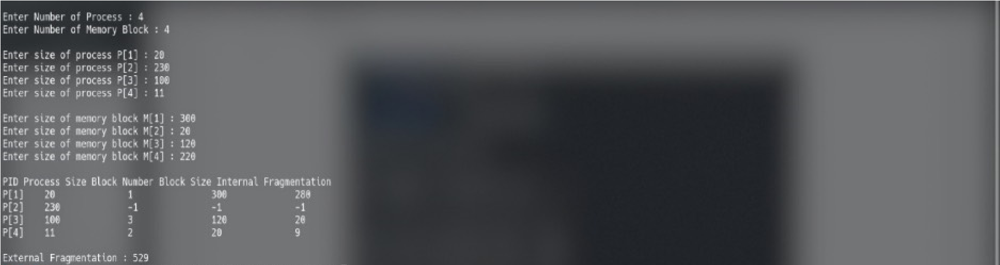 Enter Number of Process : 4
Enter Number of Memory Block : 4
Enter size of process P[1] : 20
Enter size of process P[2] : 230
Enter size of process P[3] : 100
Enter size of process P[4] : 11
Enter size of memory block M[1] : 300
Enter size of memory block M[2] : 20
Enter size of memory block M[3] : 120
Enter size of memory block M[4] : 220
PID Process Size Block Number Block Size Internal Fragmentation
P[1] 20 1 300 280
P[2] 230 -1 -1 -1
P[3] 100 3 120 20
P[4] 11 2 20 9
External Fragmentation : 529